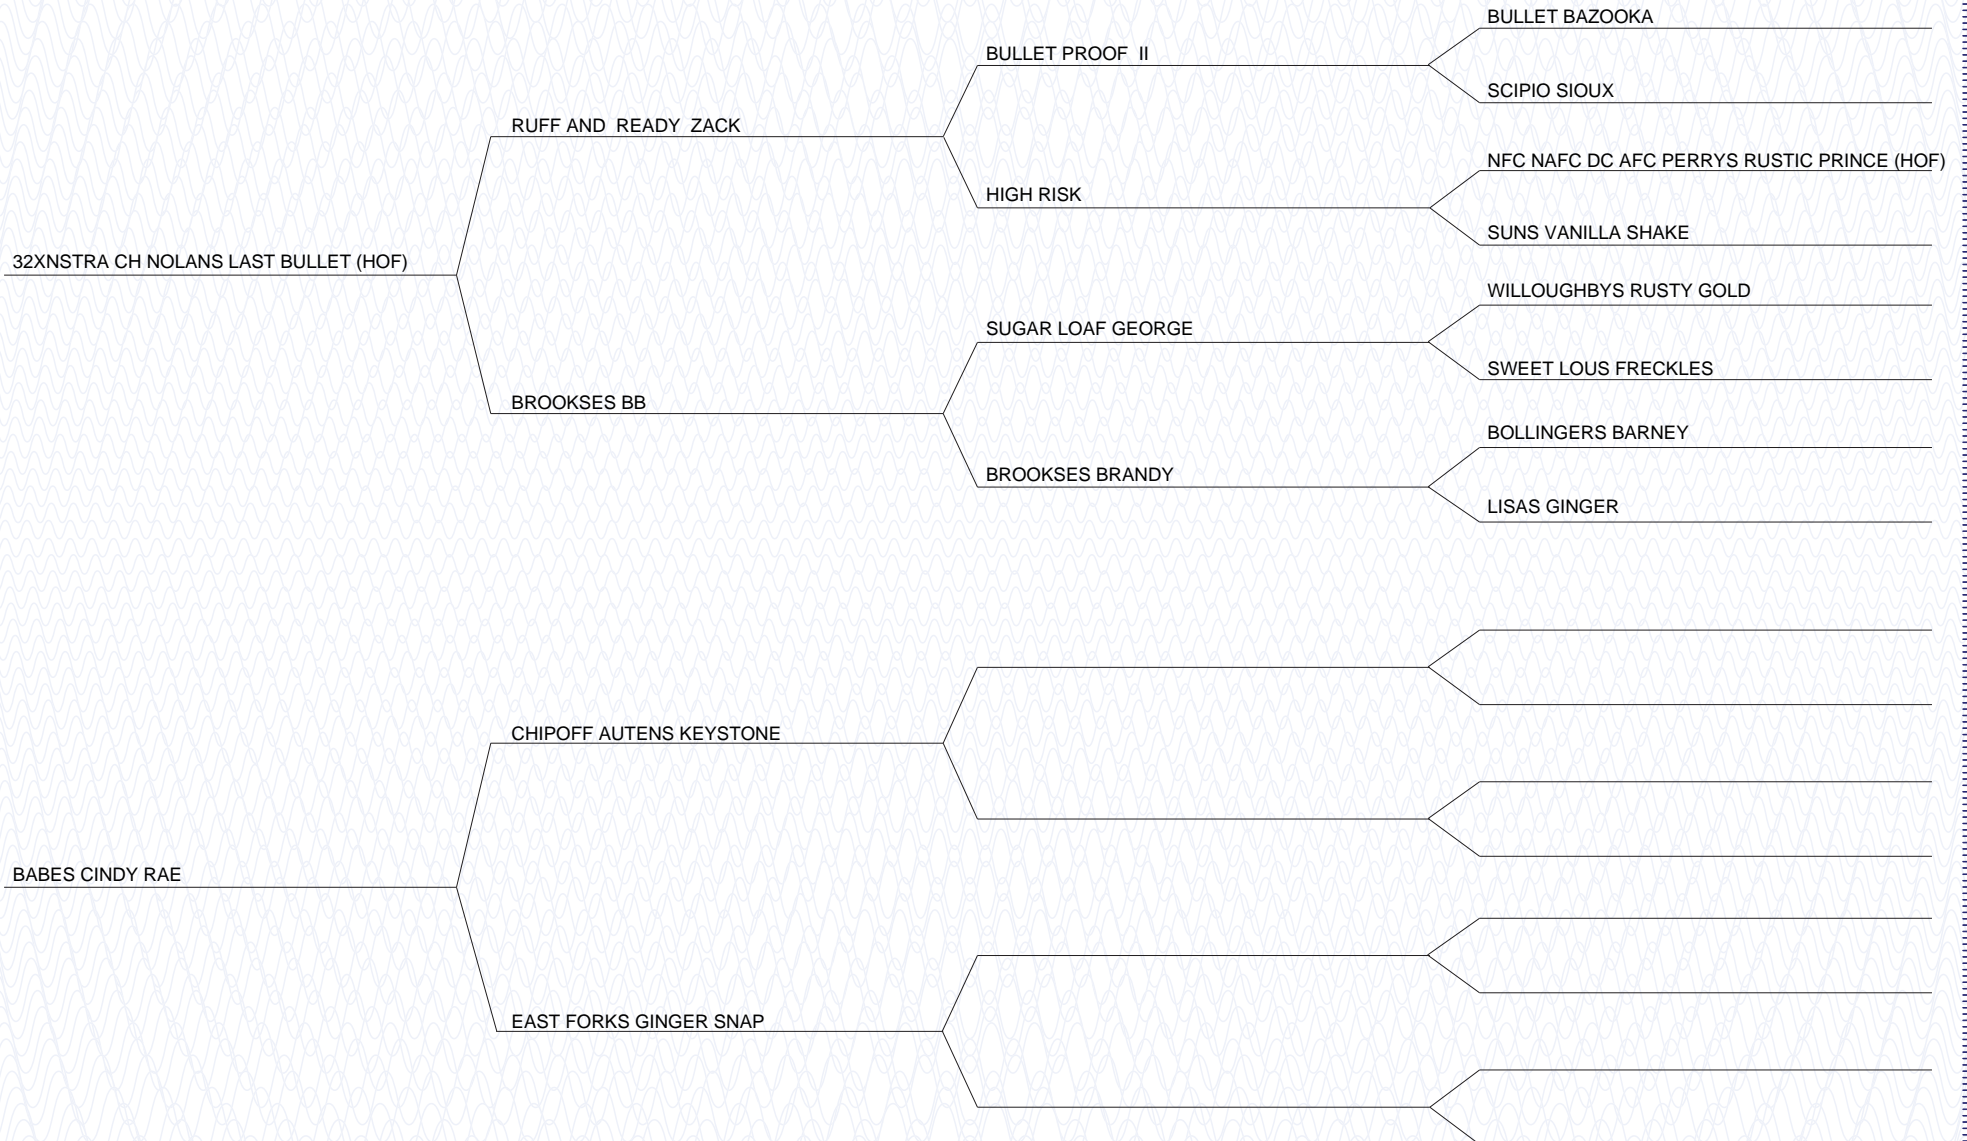 BULLET BAZOOKA
BULLET PROOF  II
SCIPIO SIOUX
RUFF AND  READY  ZACK
NFC NAFC DC AFC PERRYS RUSTIC PRINCE (HOF)
HIGH RISK
SUNS VANILLA SHAKE
32XNSTRA CH NOLANS LAST BULLET (HOF)
WILLOUGHBYS RUSTY GOLD
SUGAR LOAF GEORGE
SWEET LOUS FRECKLES
BROOKSES BB
BOLLINGERS BARNEY
BROOKSES BRANDY
LISAS GINGER
CHIPOFF AUTENS KEYSTONE
BABES CINDY RAE
EAST FORKS GINGER SNAP